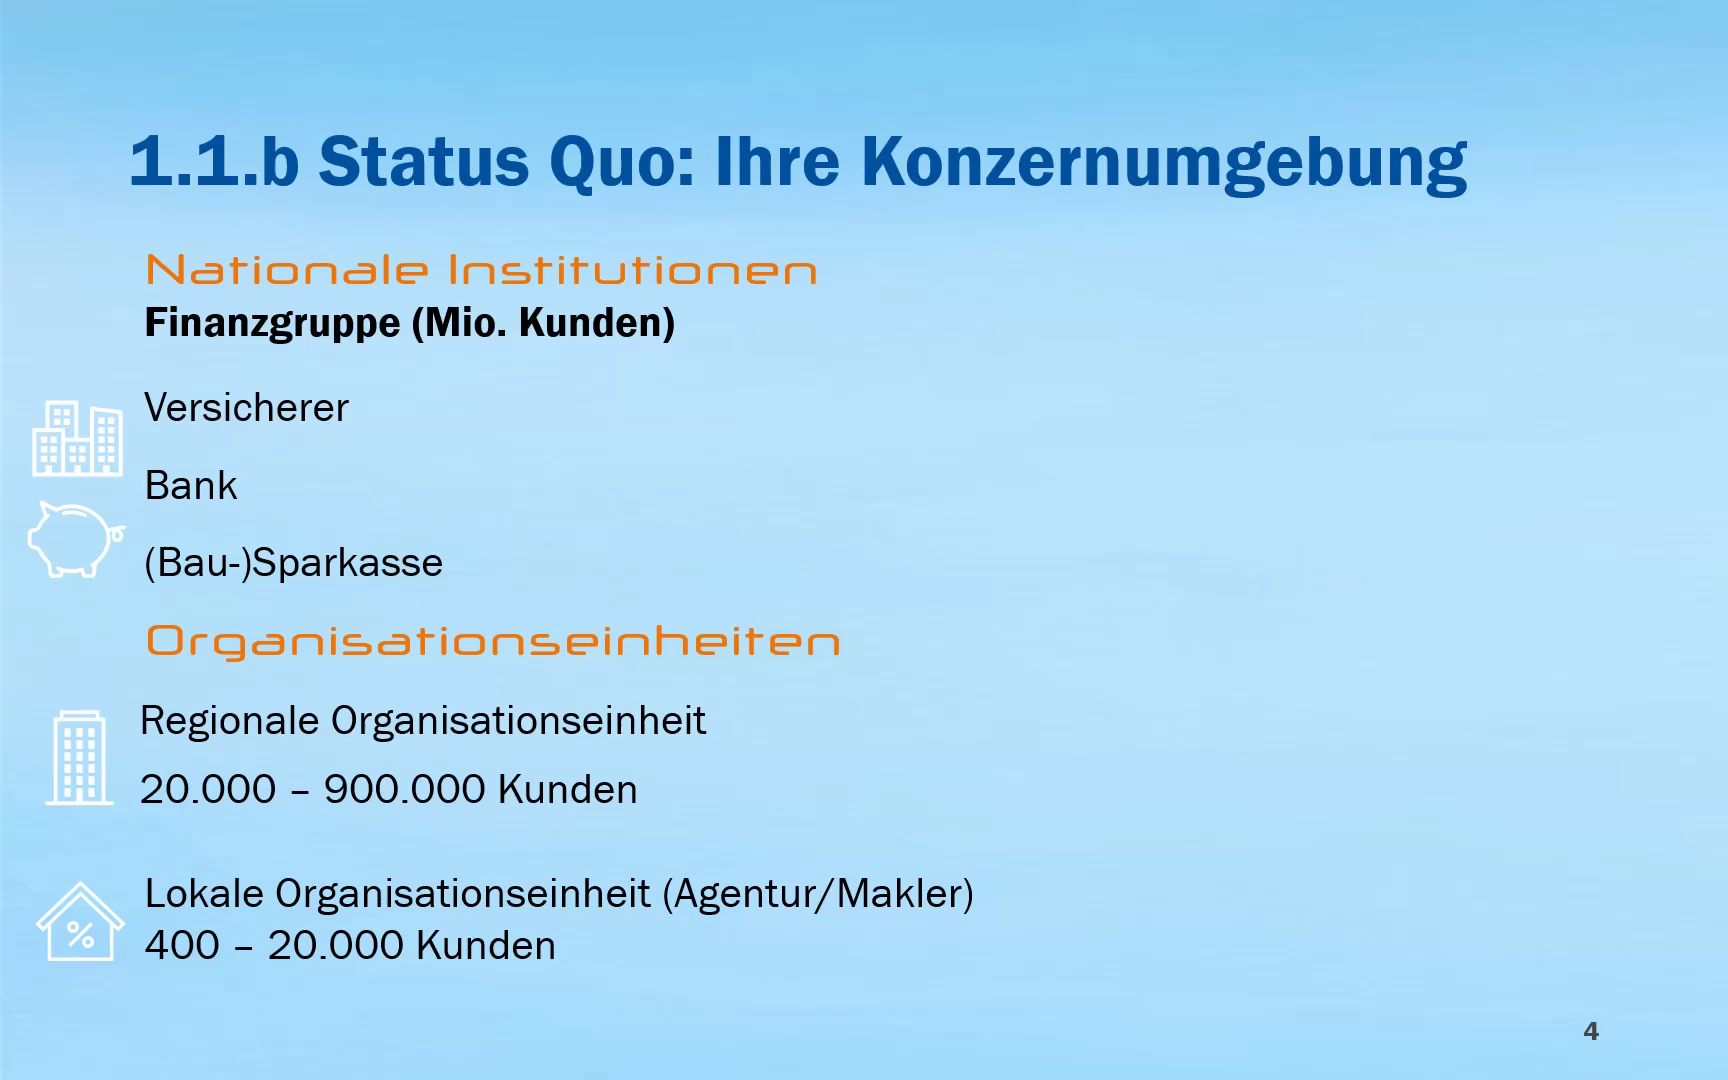 1.1.b Status Quo: Ihre Konzernumgebung
Nationale Institutionen
Finanzgruppe (Mio. Kunden)
Versicherer
Bank
(Bau-)Sparkasse
Organisationseinheiten
Regionale Organisationseinheit
20.000 – 900.000 Kunden
Lokale Organisationseinheit (Agentur/Makler)
400 – 20.000 Kunden
%
4